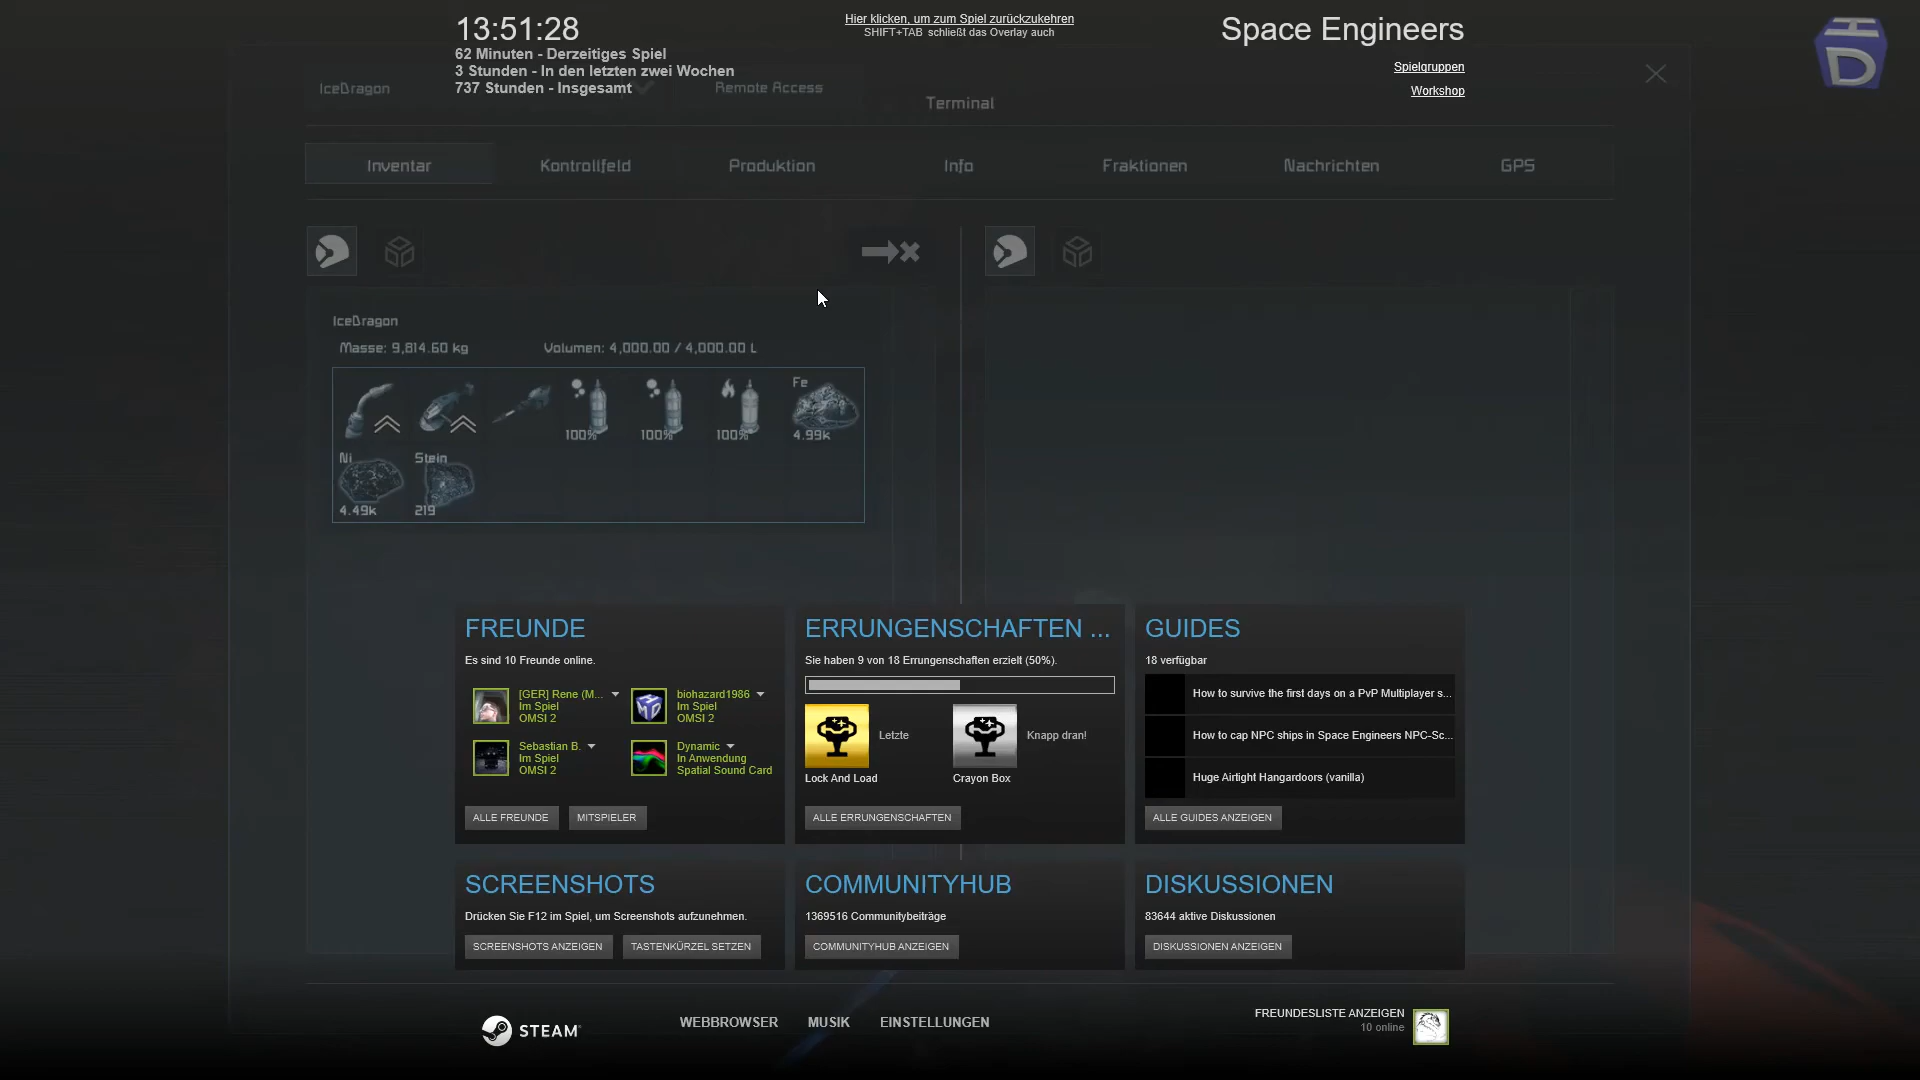 13:51:28
62 Minuten - Derzeitiges Spiel
3 Stunden - In den letzten zwei Wochen
737 Stunden - Insgesamt
Hier klicken, um zum Spiel zurückzukehren
SHIFT+TAB schließt das Overlay auch
Space Engineers
Spielgruppen
Workshop
IceDragon
Remote Access
Terminal
Inventar
Kontrollfeld
Produktion
Info
Fraktionen
Nachrichten
GPS
IceDragon
Masse: 9,814.60 kg
Volumen: 4,000.00 / 4,000.00 L
100%
100%
100%
Fe
4.99k
Ni
4.49k
Stein
219
FREUNDE
Es sind 10 Freunde online.
[GER] Rene (M...
Im Spiel
OMSI 2
biohazard1986
Im Spiel
OMSI 2
Sebastian B.
Im Spiel
OMSI 2
Dynamic
In Anwendung
Spatial Sound Card
ALLE FREUNDE
MITSPIELER
ERRUNGENSCHAFTEN ...
Sie haben 9 von 18 Errungenschaften erzielt (50%).
Letzte
Lock And Load
Knapp dran!
Crayon Box
ALLE ERRUNGENSCHAFTEN
GUIDES
18 verfügbar
How to survive the first days on a PvP Multiplayer s...
How to cap NPC ships in Space Engineers NPC-Sc...
Huge Airtight Hangardoors (vanilla)
ALLE GUIDES ANZEIGEN
SCREENSHOTS
Drücken Sie F12 im Spiel, um Screenshots aufzunehmen.
SCREENSHOTS ANZEIGEN
TASTENKÜRZEL SETZEN
COMMUNITYHUB
1369516 Communitybeiträge
COMMUNITYHUB ANZEIGEN
DISKUSSIONEN
83644 aktive Diskussionen
DISKUSSIONEN ANZEIGEN
STEAM
WEBBROWSER
MUSIK
EINSTELLUNGEN
FREUNDESLISTE ANZEIGEN
10 online